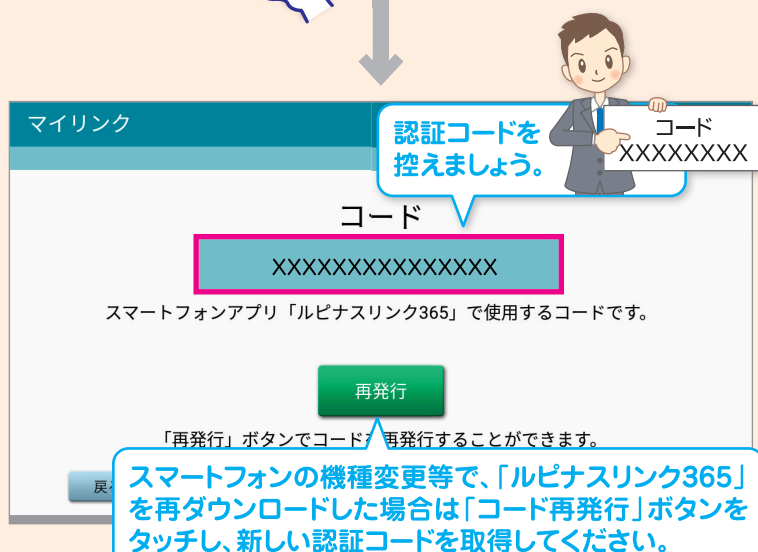 マイリンク
認証コードを
控えましょう。
コード
XXXXXXXX
コード
XXXXXXXXXXXXXXX
スマートフォンアプリ「ルピナスリンク365」で使用するコードです。
再発行
「再発行」ボタンでコード 再発行することができます。
戻
スマートフォンの機種変更等で、「ルピナスリンク365」
を再ダウンロードした場合は「コード再発行」ボタンを
タッチし、新しい認証コードを取得してください。